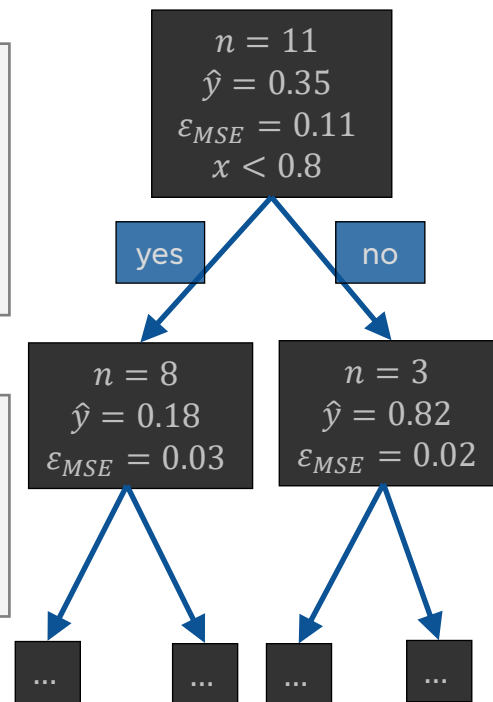 n = 11
ŷ = 0.35
ε_MSE = 0.11
x < 0.8
yes
no
n = 8
ŷ = 0.18
ε_MSE = 0.03
n = 3
ŷ = 0.82
ε_MSE = 0.02
...
...
...
...